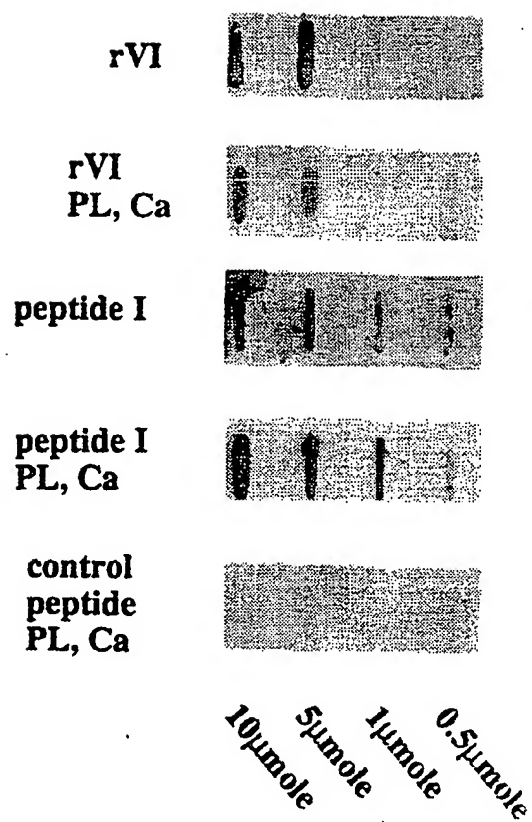 rVI
rVI
PL, Ca
peptide I
peptide I
PL, Ca
control
peptide
PL, Ca
10µmole
5µmole
1µmole
0.5µmole